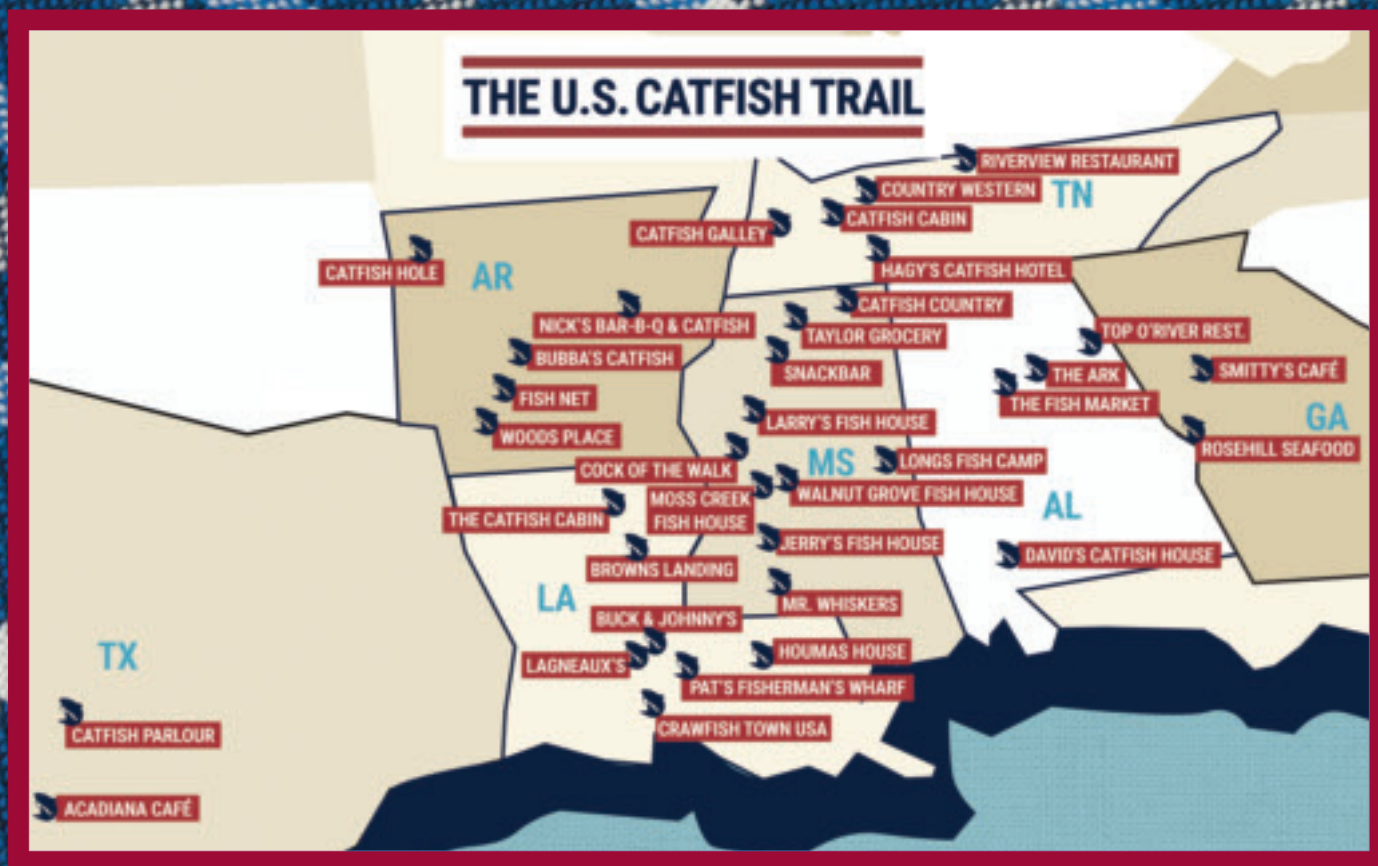 THE U.S. CATFISH TRAIL
RIVERVIEW RESTAURANT
COUNTRY WESTERN
TN
CATFISH CABIN
CATFISH GALLEY
CATFISH HOLE
AR
HAGY'S CATFISH HOTEL
CATFISH COUNTRY
NICK'S BAR-B-Q & CATFISH
TAYLOR GROCERY
TOP O'RIVER REST.
BUBBA'S CATFISH
SNACKBAR
THE ARK
SMITTY'S CAFÉ
FISH NET
THE FISH MARKET
GA
LARRY'S FISH HOUSE
WOODS PLACE
ROSEHILL SEAFOOD
COCK OF THE WALK
MS
LONGS FISH CAMP
MOSS CREEK
FISH HOUSE
WALNUT GROVE FISH HOUSE
AL
THE CATFISH CABIN
JERRY'S FISH HOUSE
DAVID'S CATFISH HOUSE
BROWNS LANDING
LA
MR. WHISKERS
BUCK & JOHNNY'S
TX
LAGNEAUX'S
HOUMAS HOUSE
PAT'S FISHERMAN'S WHARF
CATFISH PARLOUR
CRAWFISH TOWN USA
ACADIANA CAFÉ